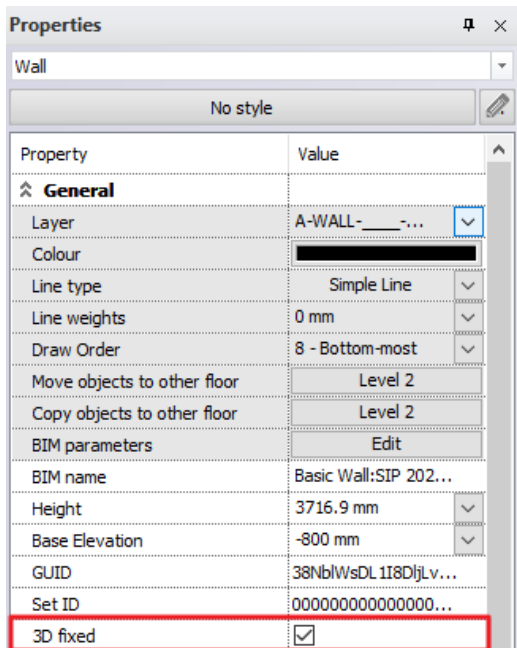 Properties
Wall
No style
Property Value
General
Layer A-WALL-____-...
Colour
Line type Simple Line
Line weights 0 mm
Draw Order 8 - Bottom-most
Move objects to other floor Level 2
Copy objects to other floor Level 2
BIM parameters Edit
BIM name Basic Wall:SIP 202...
Height 3716.9 mm
Base Elevation -800 mm
GUID 38NblWsDL1I8DljLv...
Set ID 000000000000000...
3D fixed